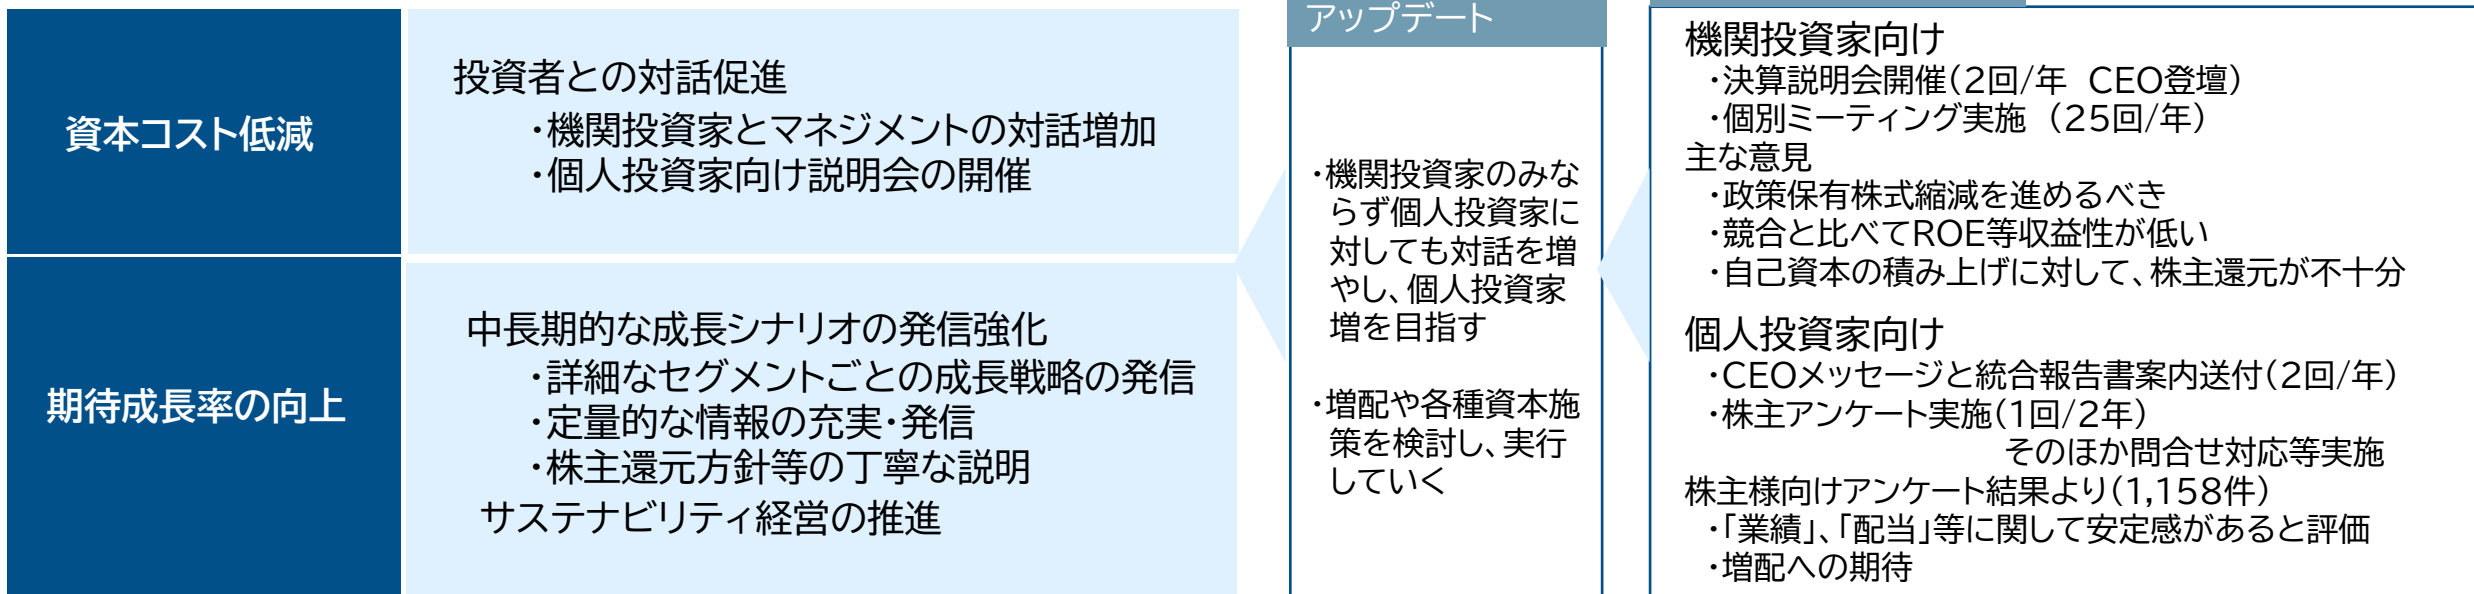 資本コスト低減
投資者との対話促進
・機関投資家とマネジメントの対話増加
・個人投資家向け説明会の開催
期待成長率の向上
中長期的な成長シナリオの発信強化
・詳細なセグメントごとの成長戦略の発信
・定量的な情報の充実・発信
・株主還元方針等の丁寧な説明
サステナビリティ経営の推進
アップデート
・機関投資家のみな
らず個人投資家に
対しても対話を増
やし、個人投資家
増を目指す
・増配や各種資本施
策を検討し、実行
していく
機関投資家向け
・決算説明会開催（2回/年 CEO登壇）
・個別ミーティング実施 （25回/年）
主な意見
・政策保有株式縮減を進めるべき
・競合と比べてROE等収益性が低い
・自己資本の積み上げに対して、株主還元が不十分
個人投資家向け
・CEOメッセージと統合報告書案内送付（2回/年）
・株主アンケート実施（1回/2年）
そのほか問合せ対応等実施
株主様向けアンケート結果より（1,158件）
・「業績」、「配当」等に関して安定感があると評価
・増配への期待